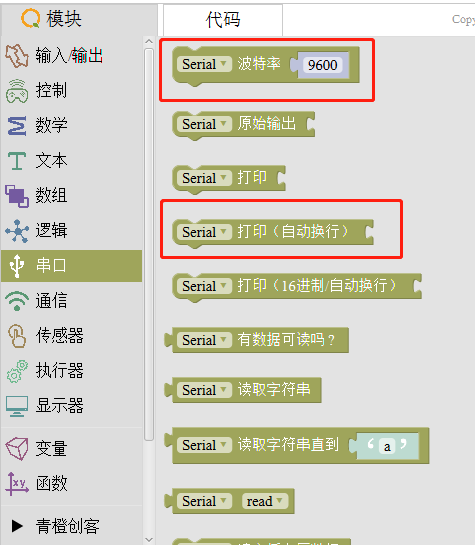 模块
代码
Copy
输入/输出
控制
数学
文本
数组
逻辑
串口
通信
传感器
执行器
显示器
变量
函数
青橙创客
Serial 波特率 9600
Serial 原始输出
Serial 打印
Serial 打印（自动换行）
Serial 打印（16进制/自动换行）
Serial 有数据可读吗？
Serial 读取字符串
Serial 读取字符串直到 “ a ”
Serial read